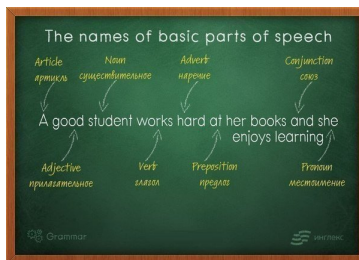 The names of basic parts of speech
Article Noun Adverb Conjunction
артикль существительное наречие союз
A good student works hard at her books and she
enjoys learning
Adjective Verb Preposition Pronoun
прилагательное глагол предлог местоимение
Grammar инглекс